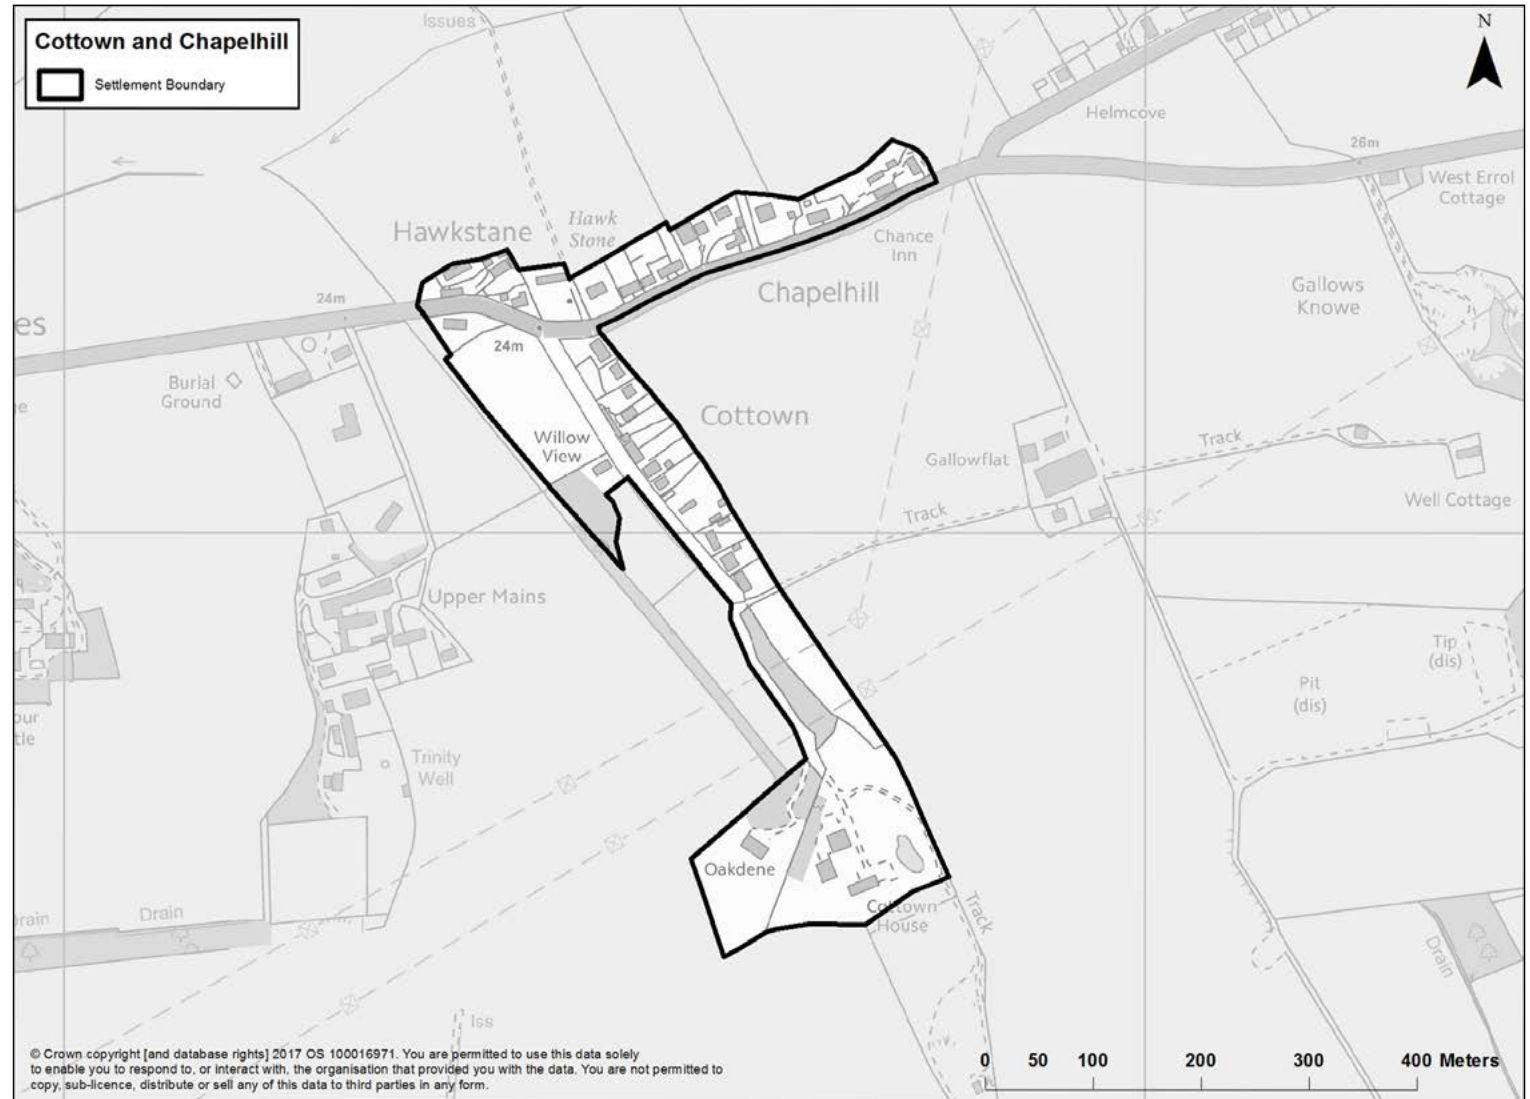 Cottown and Chapelhill
Settlement Boundary
Issues
N
Helmcove
26m
West Errol
Cottage
Hawkstane
Hawk
Stone
Chance
Inn
Chapelhill
Gallows
Knowe
24m
es
24m
Burial
Ground
Cottown
Willow
View
Track
Gallowflat
Well Cottage
Track
Upper Mains
Tip
(dis)
Pit
(dis)
our
tle
Trinity
Well
Oakdene
Cottown
House
Track
Drain
Drain
Drain
Iss
© Crown copyright [and database rights] 2017 OS 100016971. You are permitted to use this data solely
to enable you to respond to, or interact with, the organisation that provided you with the data. You are not permitted to
copy, sub-licence, distribute or sell any of this data to third parties in any form.
0 50 100 200 300 400 Meters